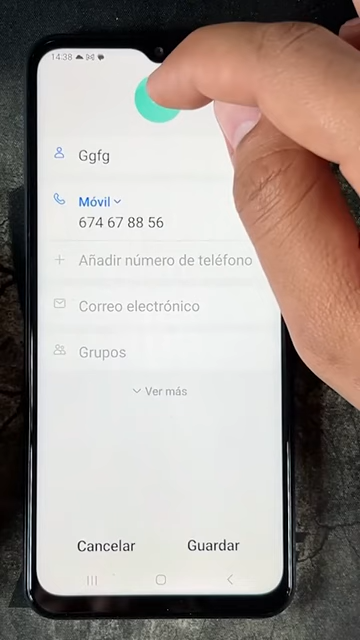 14:38
Ggfg
Móvil
674 67 88 56
Añadir número de teléfono
Correo electrónico
Grupos
Ver más
Cancelar
Guardar